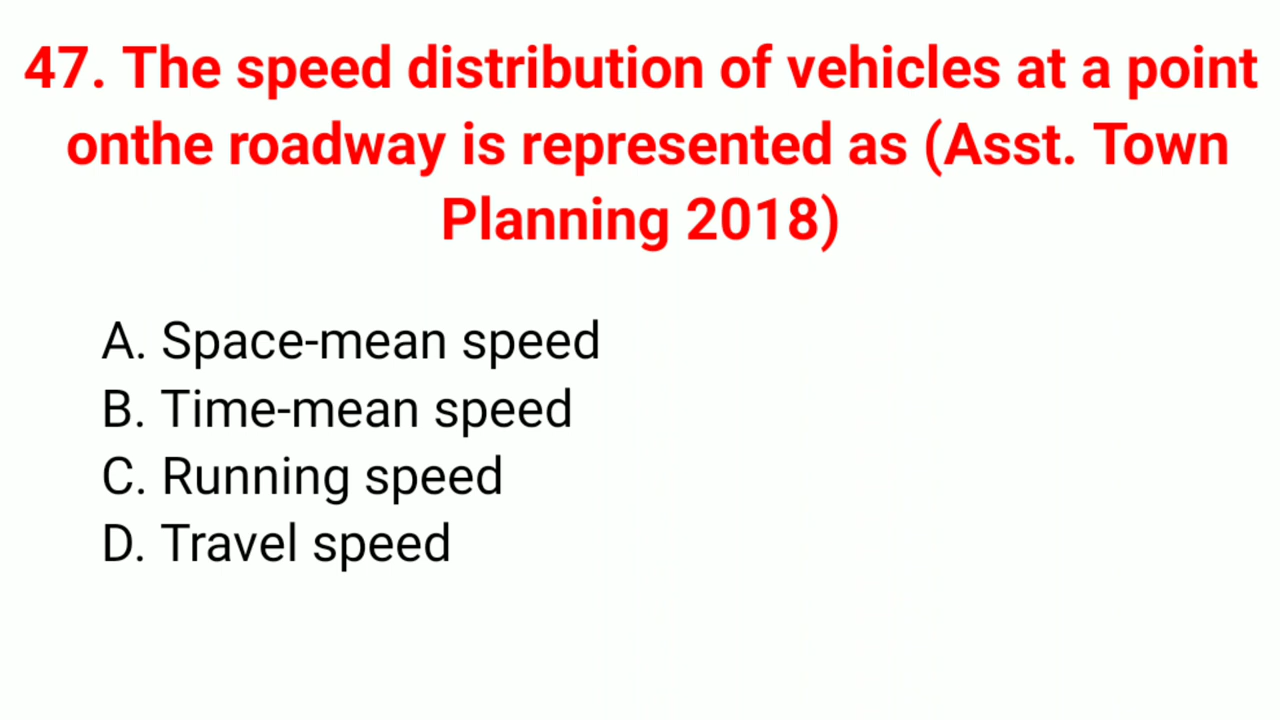 47. The speed distribution of vehicles at a point
onthe roadway is represented as (Asst. Town
Planning 2018)
A. Space-mean speed
B. Time-mean speed
C. Running speed
D. Travel speed